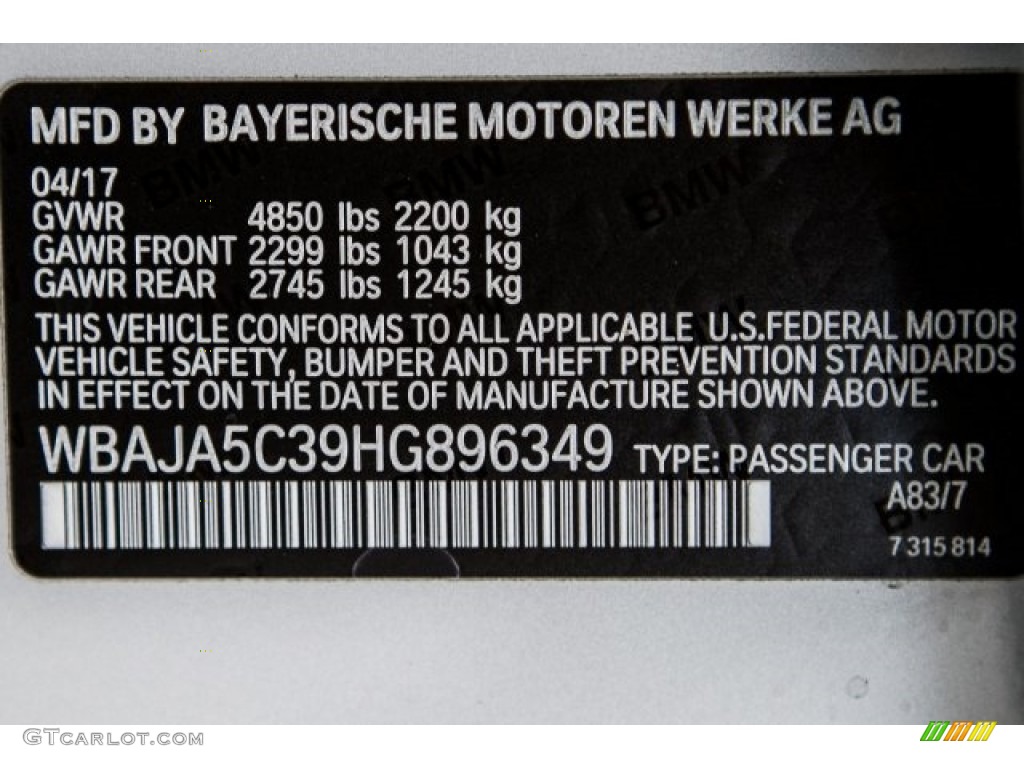 MFD BY BAYERISCHE MOTOREN WERKE AG
04/17
GVWR 4850 lbs 2200 kg
GAWR FRONT 2299 lbs 1043 kg
GAWR REAR 2745 lbs 1245 kg
THIS VEHICLE CONFORMS TO ALL APPLICABLE U.S.FEDERAL MOTOR
VEHICLE SAFETY, BUMPER AND THEFT PREVENTION STANDARDS
IN EFFECT ON THE DATE OF MANUFACTURE SHOWN ABOVE.
WBAJA5C39HG896349 TYPE: PASSENGER CAR
A83/7
7 315 814
BMW BMW BMW
GTCarLot.com